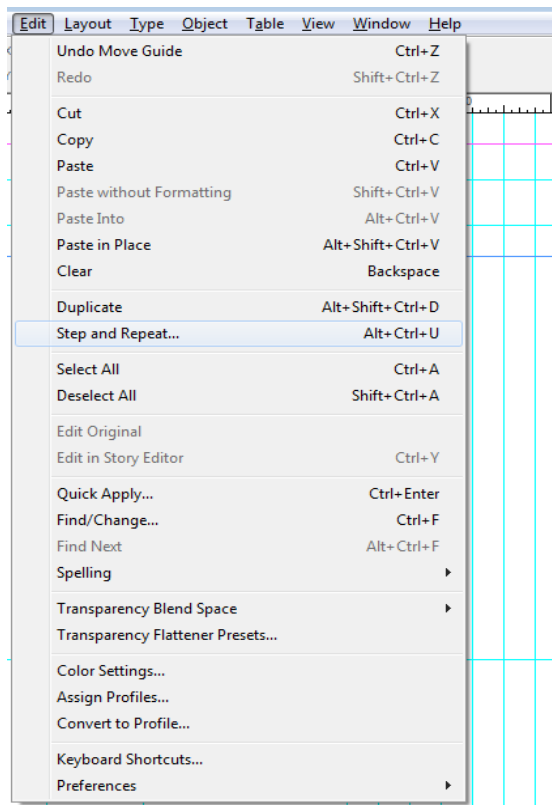 Edit Layout Type Object Table View Window Help
Undo Move Guide Ctrl+Z
Redo Shift+Ctrl+Z
Cut Ctrl+X
Copy Ctrl+C
Paste Ctrl+V
Paste without Formatting Shift+Ctrl+V
Paste Into Alt+Ctrl+V
Paste in Place Alt+Shift+Ctrl+V
Clear Backspace
Duplicate Alt+Shift+Ctrl+D
Step and Repeat... Alt+Ctrl+U
Select All Ctrl+A
Deselect All Shift+Ctrl+A
Edit Original
Edit in Story Editor Ctrl+Y
Quick Apply... Ctrl+Enter
Find/Change... Ctrl+F
Find Next Alt+Ctrl+F
Spelling
Transparency Blend Space
Transparency Flattener Presets...
Color Settings...
Assign Profiles...
Convert to Profile...
Keyboard Shortcuts...
Preferences